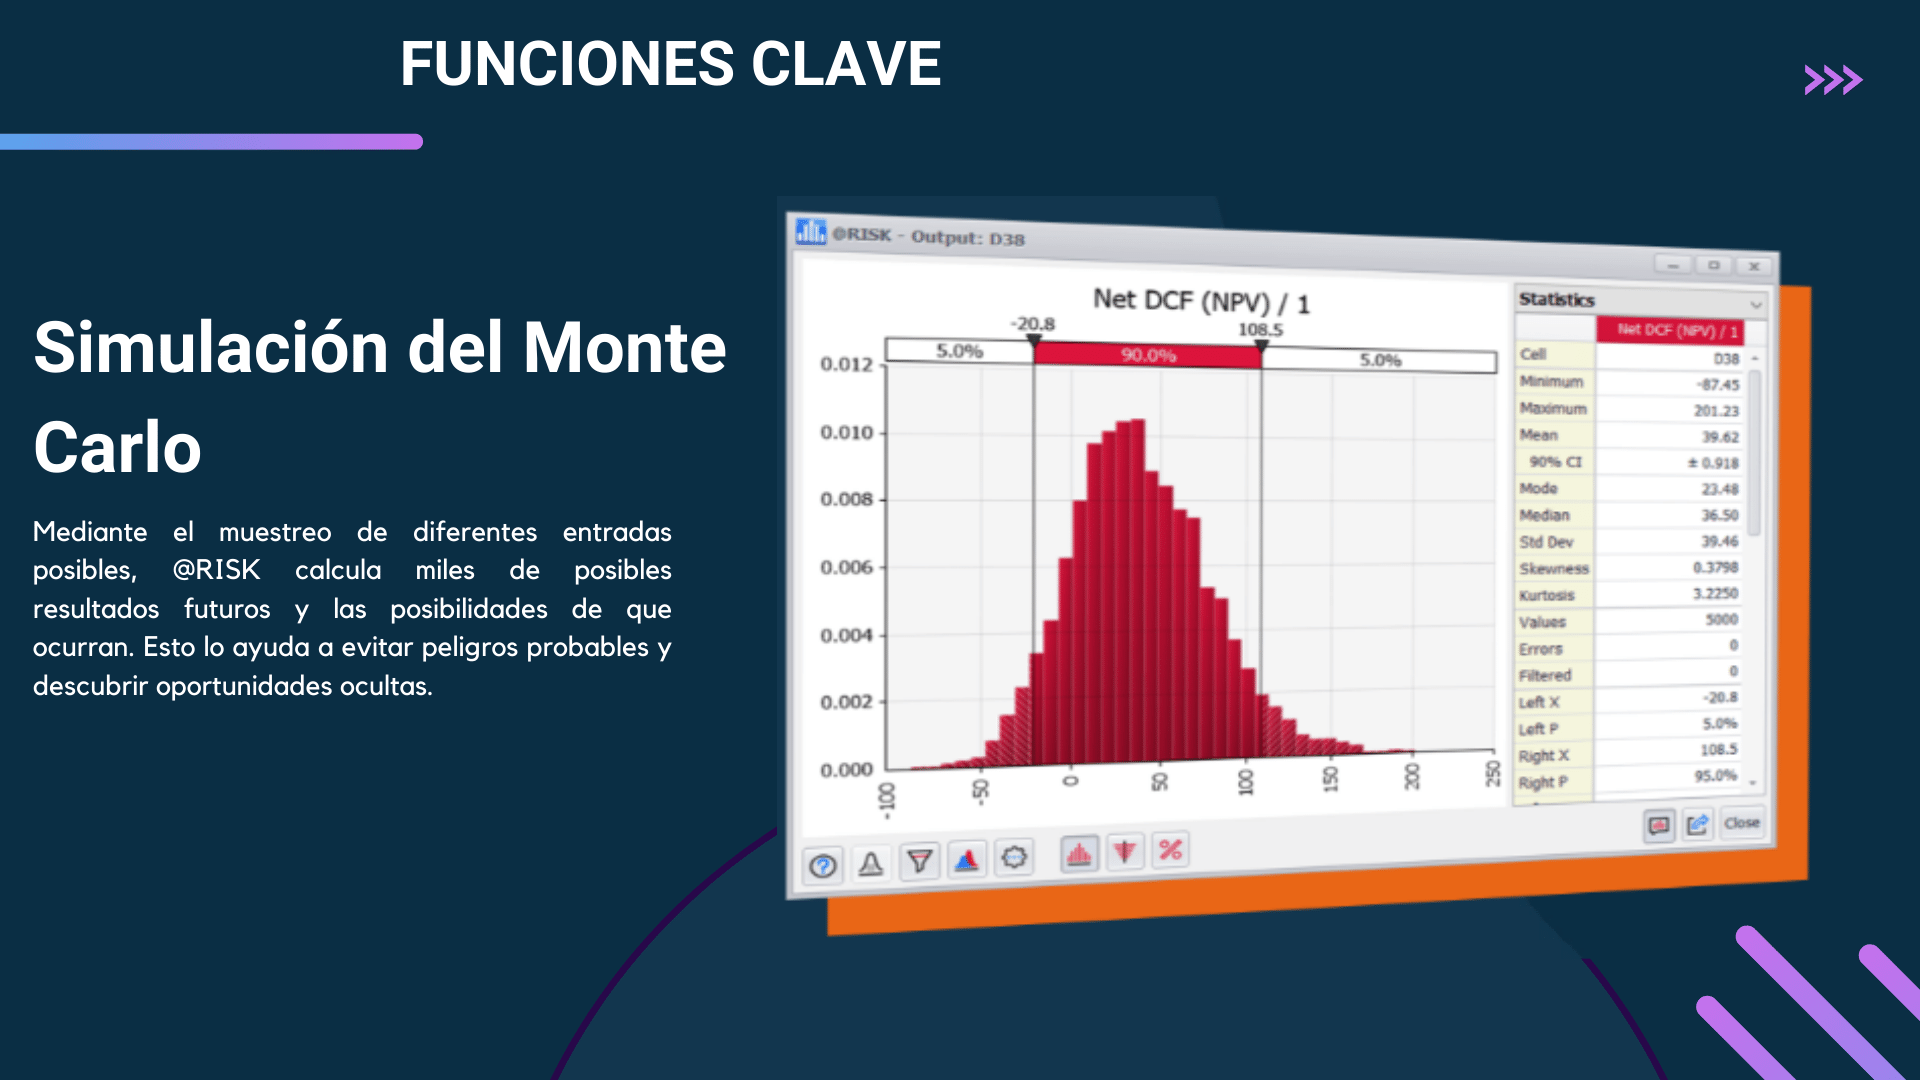 FUNCIONES CLAVE
Simulación del Monte
Carlo
Mediante el muestreo de diferentes entradas
posibles, @RISK calcula miles de posibles
resultados futuros y las posibilidades de que
ocurran. Esto lo ayuda a evitar peligros probables y
descubrir oportunidades ocultas.
@RISK - Output: D38
Net DCF (NPV) / 1
-20.8 108.5
5.0% 90.0% 5.0%
0.012
0.010
0.008
0.006
0.004
0.002
0.000
-100 -50 0 50 100 150 200 250
Statistics
Net DCF (NPV) / 1
Cell D38
Minimum -87.45
Maximum 201.23
Mean 39.62
90% CI ± 0.918
Mode 23.48
Median 36.50
Std Dev 39.46
Skewness 0.3798
Kurtosis 3.2250
Values 5000
Errors 0
Filtered 0
Left X -20.8
Left P 5.0%
Right X 108.5
Right P 95.0%
? %
Close